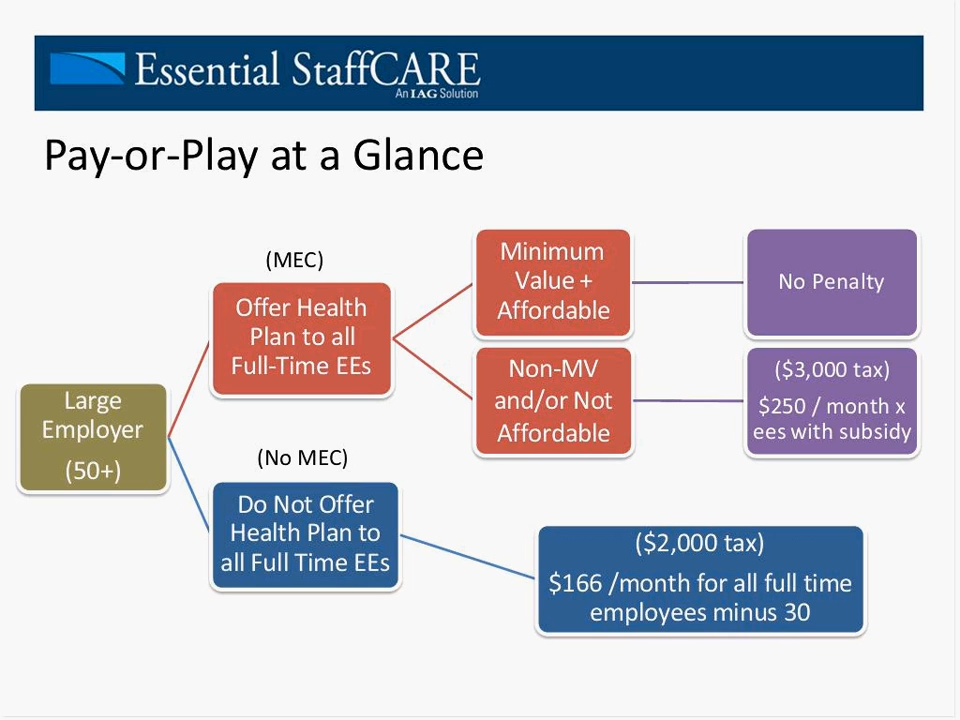 Essential StaffCARE
An IAG Solution
Pay-or-Play at a Glance
Large
Employer
(50+)
(MEC)
Offer Health
Plan to all
Full-Time EEs
Minimum
Value +
Affordable
No Penalty
Non-MV
and/or Not
Affordable
($3,000 tax)
$250 / month x
ees with subsidy
(No MEC)
Do Not Offer
Health Plan to
all Full Time EEs
($2,000 tax)
$166 /month for all full time
employees minus 30